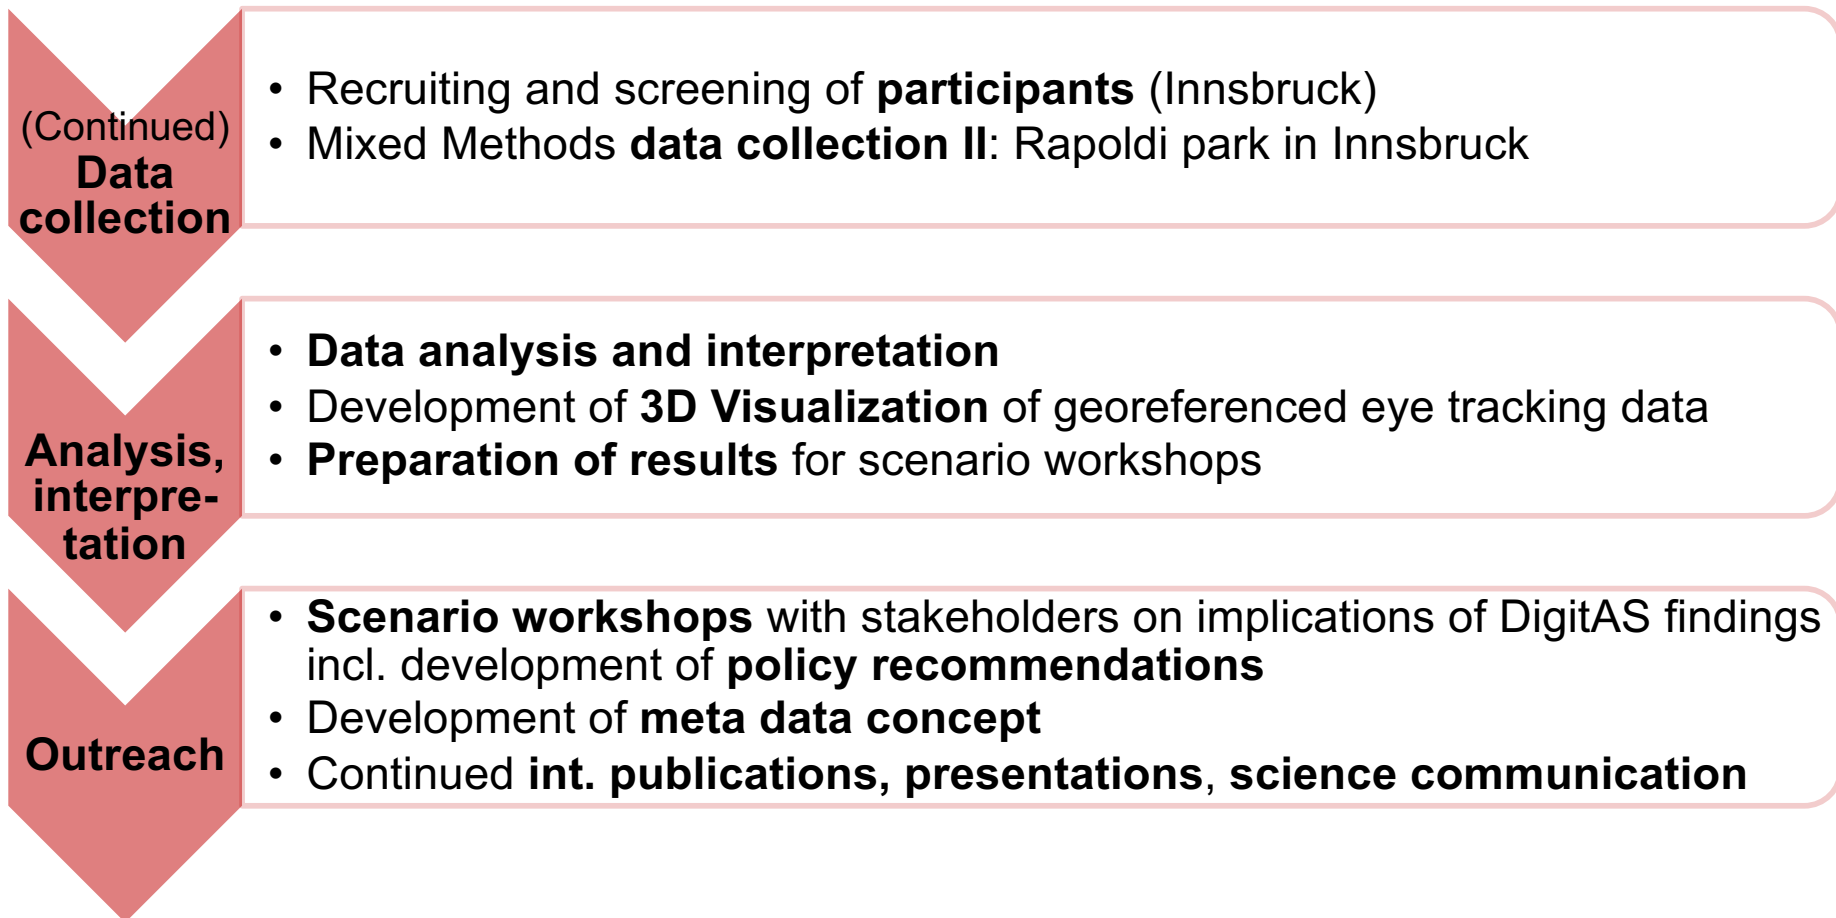 (Continued)
Data
collection
• Recruiting and screening of participants (Innsbruck)
• Mixed Methods data collection II: Rapoldi park in Innsbruck
Analysis,
interpre-
tation
• Data analysis and interpretation
• Development of 3D Visualization of georeferenced eye tracking data
• Preparation of results for scenario workshops
Outreach
• Scenario workshops with stakeholders on implications of DigitAS findings
incl. development of policy recommendations
• Development of meta data concept
• Continued int. publications, presentations, science communication